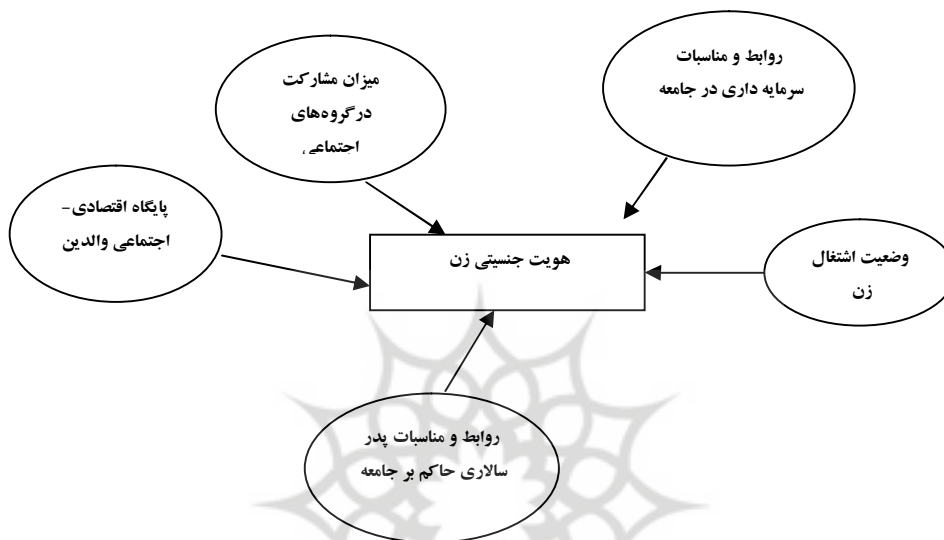 روابط و مناسبات
سرمایه داری در جامعه
میزان مشارکت
درگروه‌های
اجتماعی
پایگاه اقتصادی-
اجتماعی والدین
هویت جنسیتی زن
وضعیت اشتغال
زن
روابط و مناسبات پدر
سالاری حاکم بر جامعه